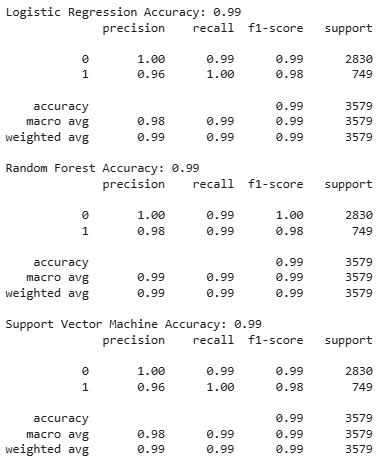 Logistic Regression Accuracy: 0.99
precision recall f1-score support
0 1.00 0.99 0.99 2830
1 0.96 1.00 0.98 749
accuracy 0.99 3579
macro avg 0.98 0.99 0.99 3579
weighted avg 0.99 0.99 0.99 3579
Random Forest Accuracy: 0.99
precision recall f1-score support
0 1.00 0.99 1.00 2830
1 0.98 0.99 0.98 749
accuracy 0.99 3579
macro avg 0.99 0.99 0.99 3579
weighted avg 0.99 0.99 0.99 3579
Support Vector Machine Accuracy: 0.99
precision recall f1-score support
0 1.00 0.99 0.99 2830
1 0.96 1.00 0.98 749
accuracy 0.99 3579
macro avg 0.98 0.99 0.99 3579
weighted avg 0.99 0.99 0.99 3579